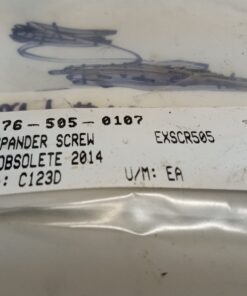 76-505-0107
PANDER SCREW EXSCR505
OBSOLETE 2014
: C123D U/M: EA